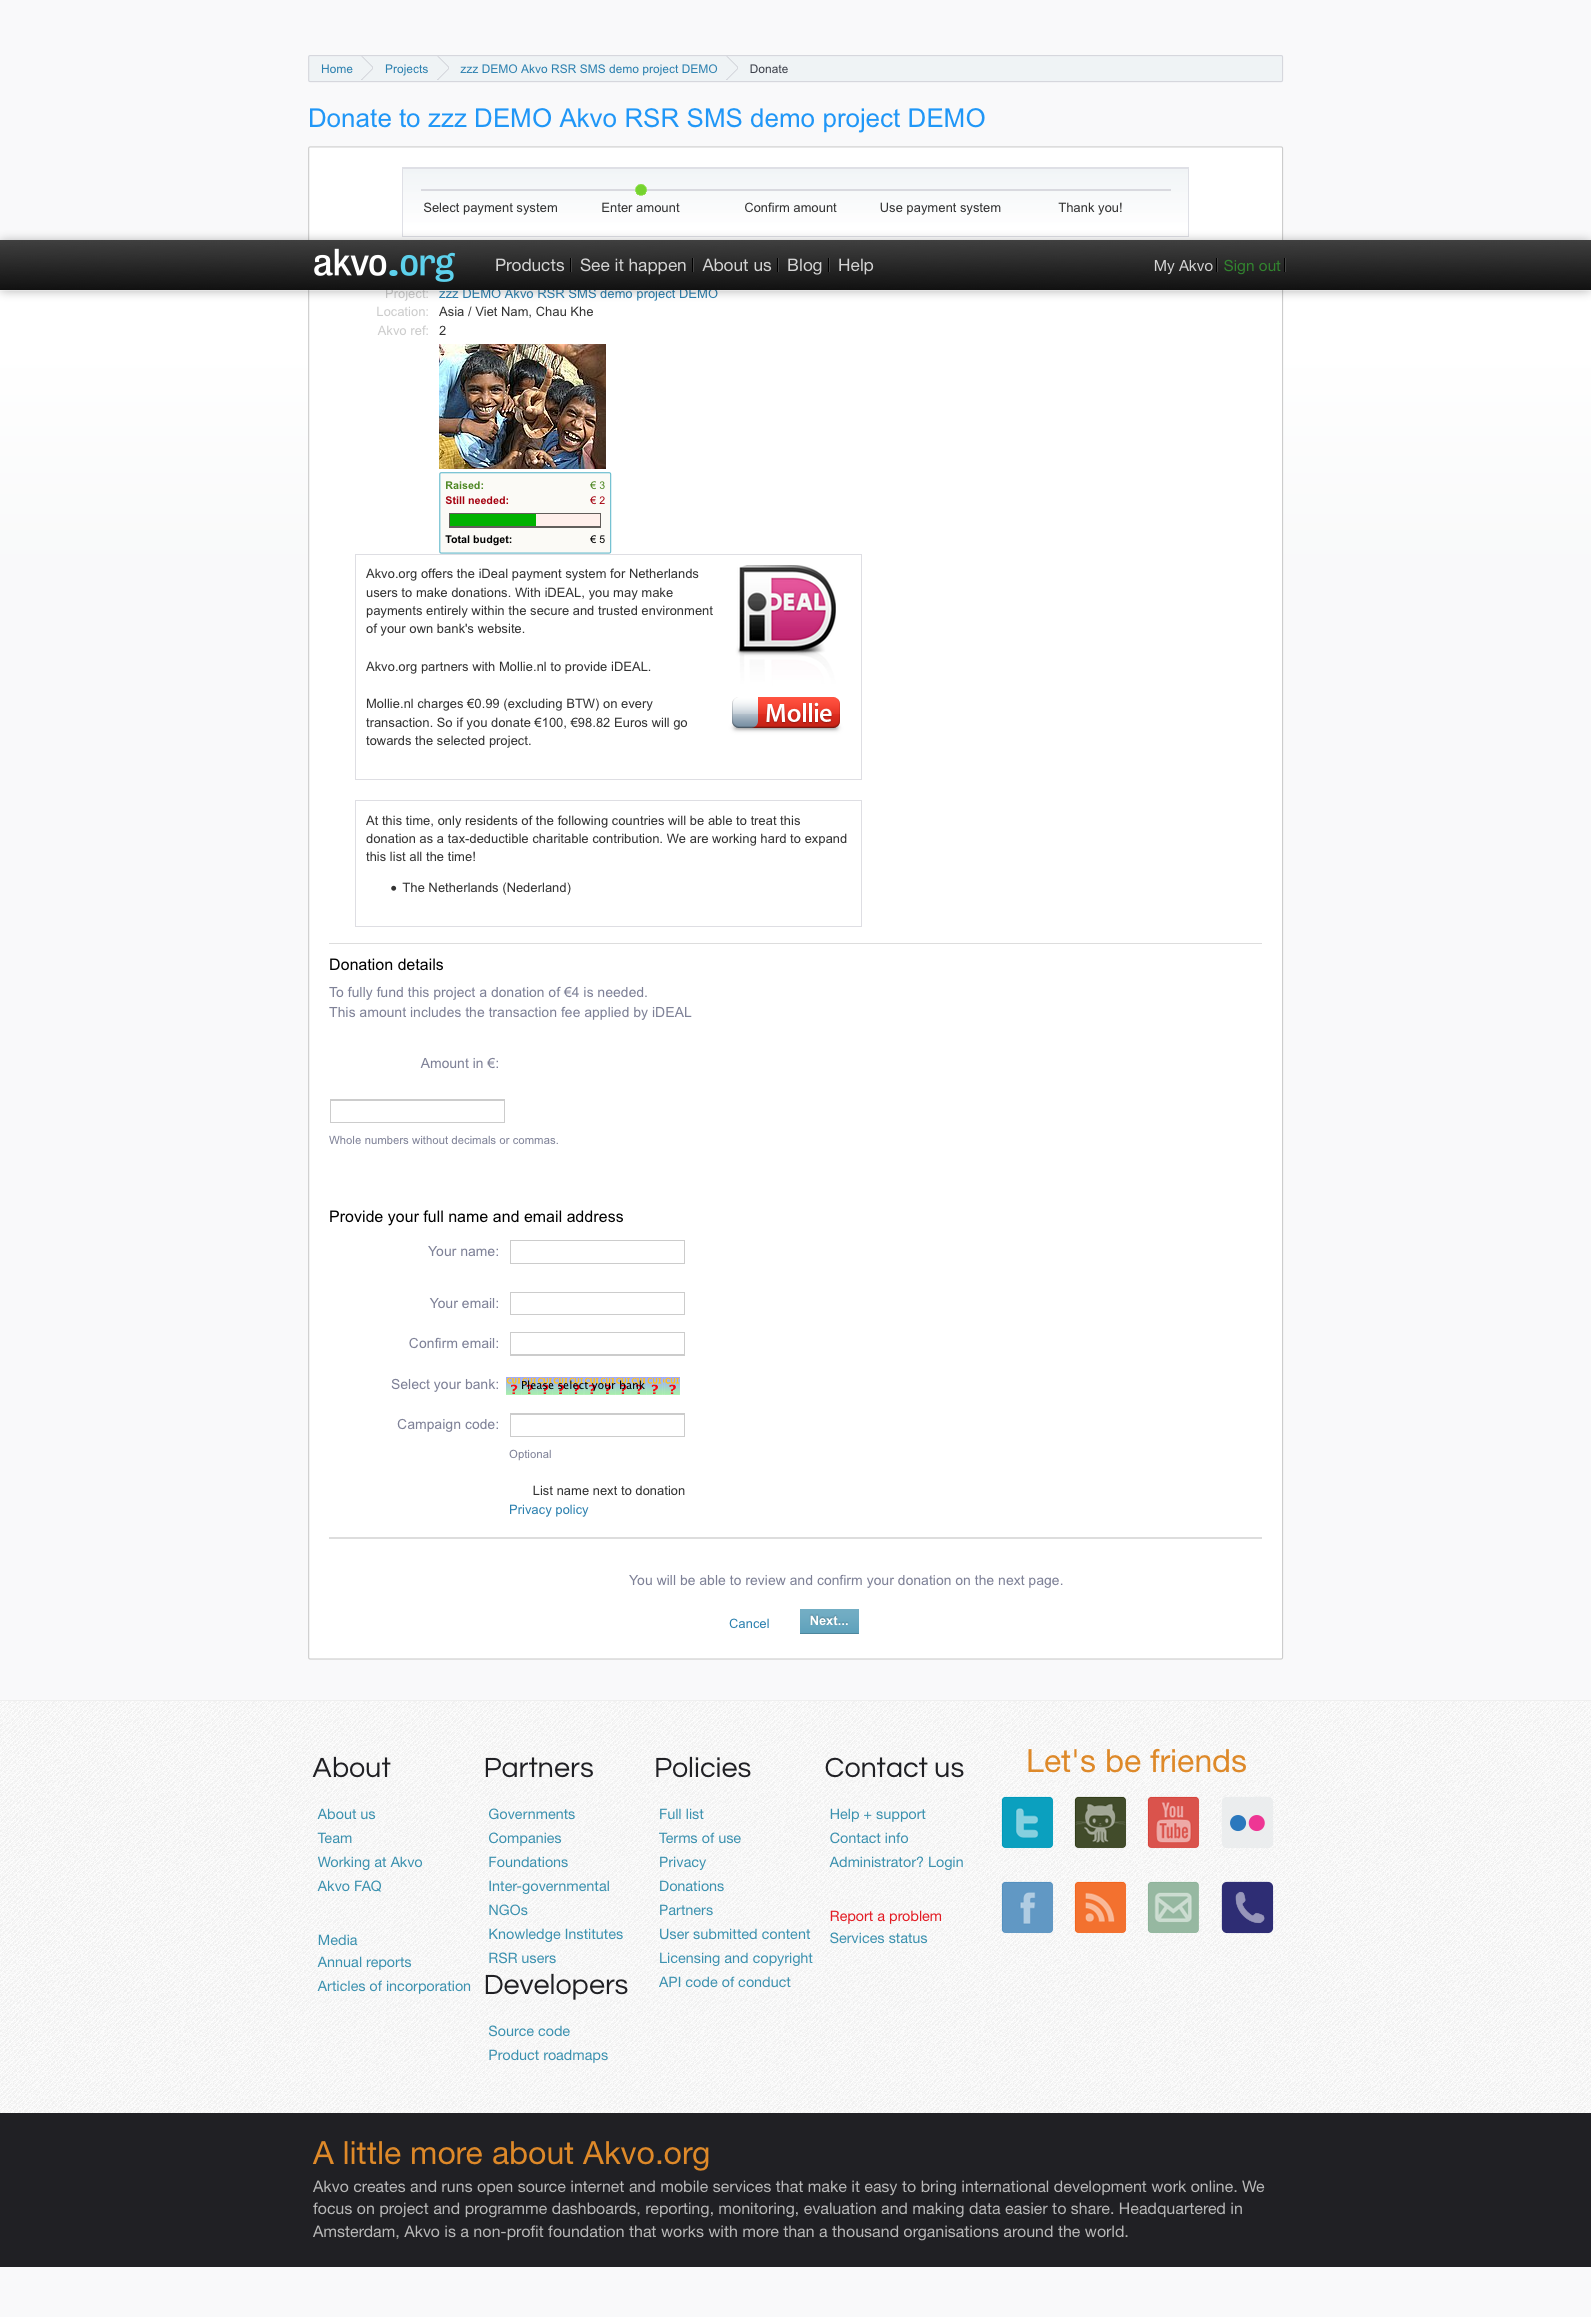 Home Projects zzz DEMO Akvo RSR SMS demo project DEMO Donate
Donate to zzz DEMO Akvo RSR SMS demo project DEMO
Select payment system Enter amount Confirm amount Use payment system Thank you!
akvo.org Products See it happen About us Blog Help My Akvo Sign out
Project: zzz DEMO Akvo RSR SMS demo project DEMO
Location: Asia / Viet Nam, Chau Khe
Akvo ref: 2
Raised: € 3
Still needed: € 2
Total budget: € 5
Akvo.org offers the iDeal payment system for Netherlands
users to make donations. With iDEAL, you may make
payments entirely within the secure and trusted environment
of your own bank's website.
iDEAL
Akvo.org partners with Mollie.nl to provide iDEAL.
Mollie.nl charges €0.99 (excluding BTW) on every
transaction. So if you donate €100, €98.82 Euros will go
towards the selected project.
Mollie
At this time, only residents of the following countries will be able to treat this
donation as a tax-deductible charitable contribution. We are working hard to expand
this list all the time!
• The Netherlands (Nederland)
Donation details
To fully fund this project a donation of €4 is needed.
This amount includes the transaction fee applied by iDEAL
Amount in €:
Whole numbers without decimals or commas.
Provide your full name and email address
Your name:
Your email:
Confirm email:
Select your bank: Please select your bank
? ? ? ? ? ? ? ? ? ? ?
Campaign code:
Optional
List name next to donation
Privacy policy
You will be able to review and confirm your donation on the next page.
Cancel Next...
About
About us
Team
Working at Akvo
Akvo FAQ
Media
Annual reports
Articles of incorporation
Partners
Governments
Companies
Foundations
Inter-governmental
NGOs
Knowledge Institutes
RSR users
Developers
Source code
Product roadmaps
Policies
Full list
Terms of use
Privacy
Donations
Partners
User submitted content
Licensing and copyright
API code of conduct
Contact us
Help + support
Contact info
Administrator? Login
Report a problem
Services status
Let's be friends
You
Tube
A little more about Akvo.org
Akvo creates and runs open source internet and mobile services that make it easy to bring international development work online. We
focus on project and programme dashboards, reporting, monitoring, evaluation and making data easier to share. Headquartered in
Amsterdam, Akvo is a non-profit foundation that works with more than a thousand organisations around the world.